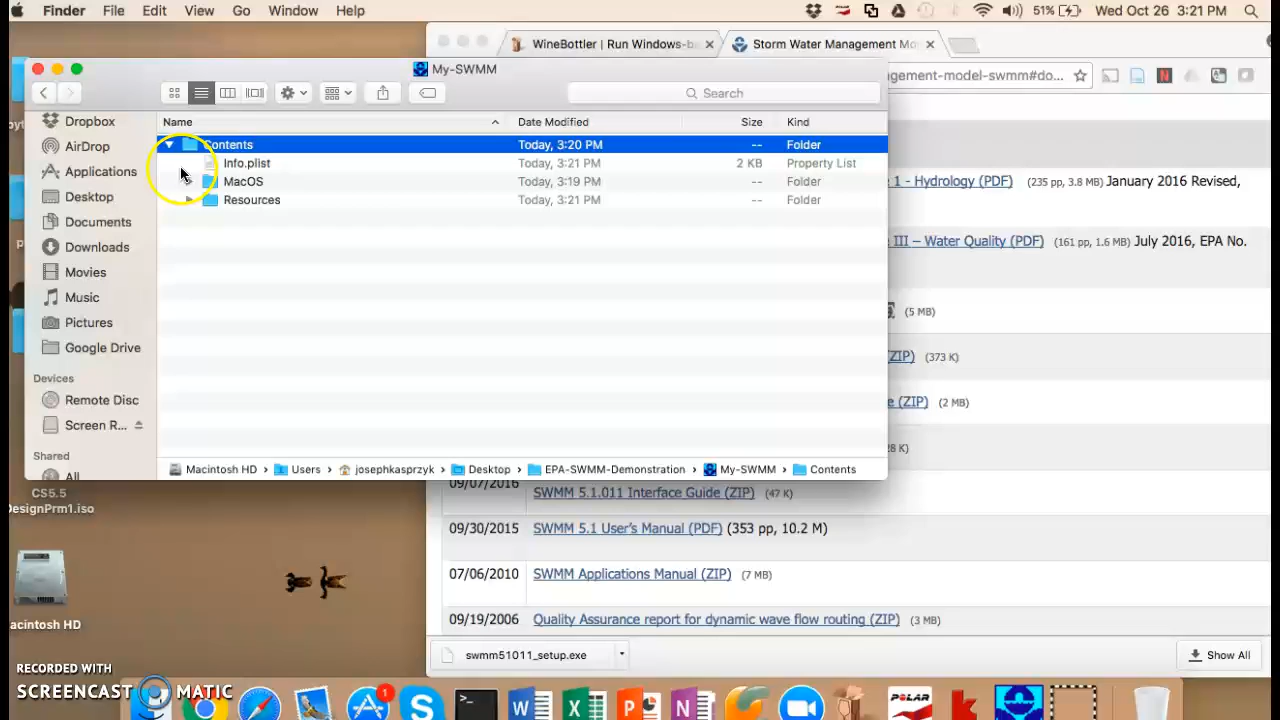 Finder File Edit View Go Window Help 51% Wed Oct 26 3:21 PM
WineBottler | Run Windows-b Storm Water Management Mo
My-SWMM
agement-model-swmm#do...
Search
Name Date Modified Size Kind
Dropbox
AirDrop
Applications
Desktop
Documents
Downloads
Movies
Music
Pictures
Google Drive
Devices
Remote Disc
Screen R...
Shared
All
Contents Today, 3:20 PM -- Folder
Info.plist Today, 3:21 PM 2 KB Property List
MacOS Today, 3:19 PM -- Folder
Resources Today, 3:21 PM -- Folder
Macintosh HD Users josephkasprzyk Desktop EPA-SWMM-Demonstration My-SWMM Contents
1 - Hydrology (PDF) (235 pp, 3.8 MB) January 2016 Revised,
III – Water Quality (PDF) (161 pp, 1.6 MB) July 2016, EPA No.
(5 MB)
(ZIP) (373 K)
e (ZIP) (2 MB)
8 K)
09/07/2016 SWMM 5.1.011 Interface Guide (ZIP) (47 K)
09/30/2015 SWMM 5.1 User's Manual (PDF) (353 pp, 10.2 M)
07/06/2010 SWMM Applications Manual (ZIP) (7 MB)
09/19/2006 Quality Assurance report for dynamic wave flow routing (ZIP) (3 MB)
swmm51011_setup.exe Show All
CS5.5
DesignPrm1.iso
acintosh HD
RECORDED WITH
SCREENCAST MATIC
1
POLAR